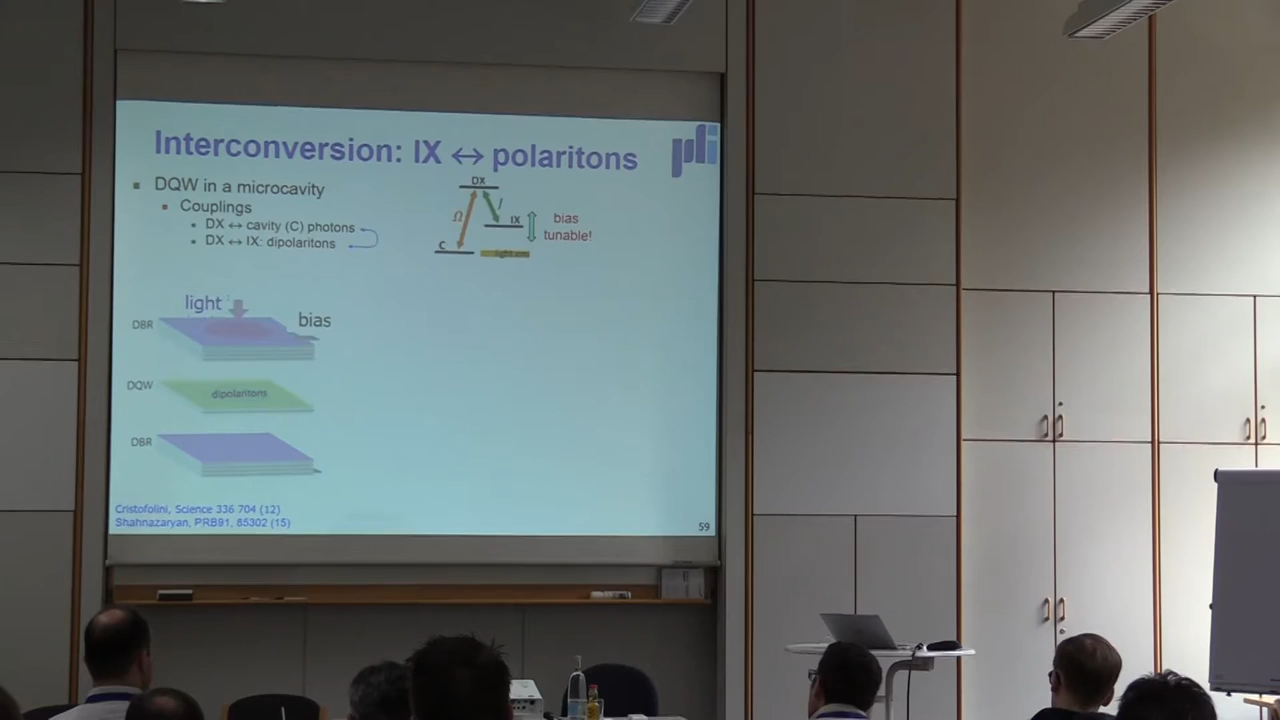 Interconversion: IX ↔ polaritons
pdi
▪ DQW in a microcavity
▪ Couplings
▪ DX ↔ cavity (C) photons
▪ DX ↔ IX: dipolaritons
DX
Ω
J
IX
C
bias
tunable!
light
bias
DBR
DQW
dipolaritons
DBR
Cristofolini, Science 336 704 (12)
Shahnazaryan, PRB91, 85302 (15)
59